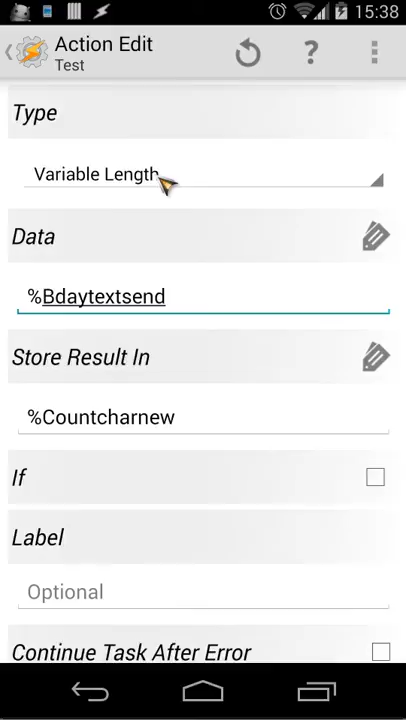 15:38
Action Edit
Test
Type
Variable Length
Data
%Bdaytextsend
Store Result In
%Countcharnew
If
Label
Optional
Continue Task After Error